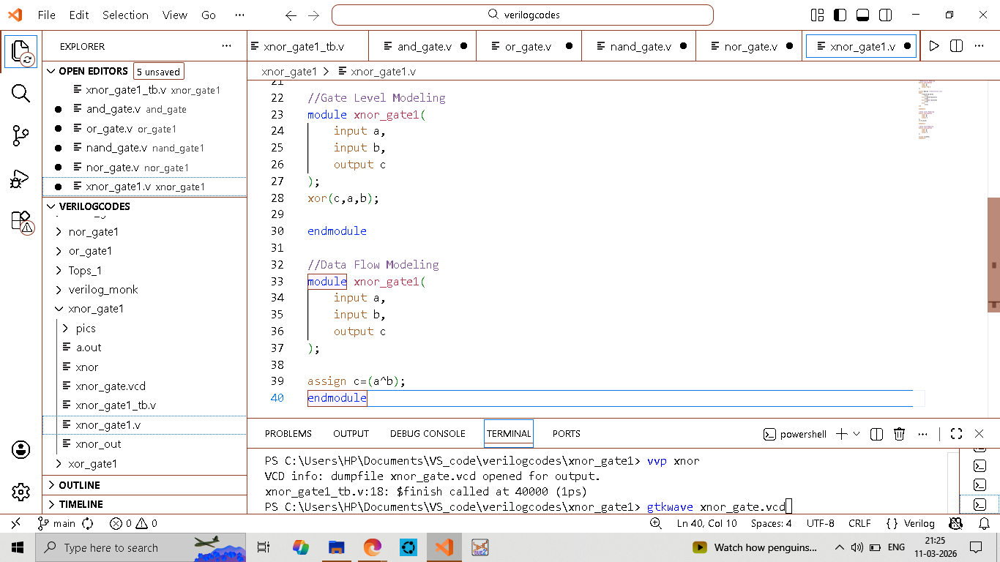 File Edit Selection View Go ··· verilogcodes
EXPLORER ···
OPEN EDITORS 5 unsaved
xnor_gate1_tb.v xnor_gate1
and_gate.v and_gate
or_gate.v or_gate1
nand_gate.v nand_gate1
nor_gate.v nor_gate1
xnor_gate1.v xnor_gate1
VERILOGCODES
nor_gate1
or_gate1
Tops_1
verilog_monk
xnor_gate1
pics
a.out
xnor
xnor_gate.vcd
xnor_gate1_tb.v
xnor_gate1.v
xnor_out
xor_gate1
OUTLINE
TIMELINE
xnor_gate1_tb.v and_gate.v or_gate.v nand_gate.v nor_gate.v xnor_gate1.v ···
xnor_gate1 > xnor_gate1.v
21
22 //Gate Level Modeling
23 module xnor_gate1(
24 input a,
25 input b,
26 output c
27 );
28 xor(c,a,b);
29
30 endmodule
31
32 //Data Flow Modeling
33 module xnor_gate1(
34 input a,
35 input b,
36 output c
37 );
38
39 assign c=(a^b);
40 endmodule
PROBLEMS OUTPUT DEBUG CONSOLE TERMINAL PORTS powershell ···
PS C:\Users\HP\Documents\VS_code\verilogcodes\xnor_gate1> vvp xnor
VCD info: dumpfile xnor_gate.vcd opened for output.
xnor_gate1_tb.v:18: $finish called at 40000 (1ps)
PS C:\Users\HP\Documents\VS_code\verilogcodes\xnor_gate1> gtkwave xnor_gate.vcd
main 0 0 Ln 40, Col 10 Spaces: 4 UTF-8 CRLF {} Verilog
Type here to search Watch how penguins... ENG 21:25
11-03-2026